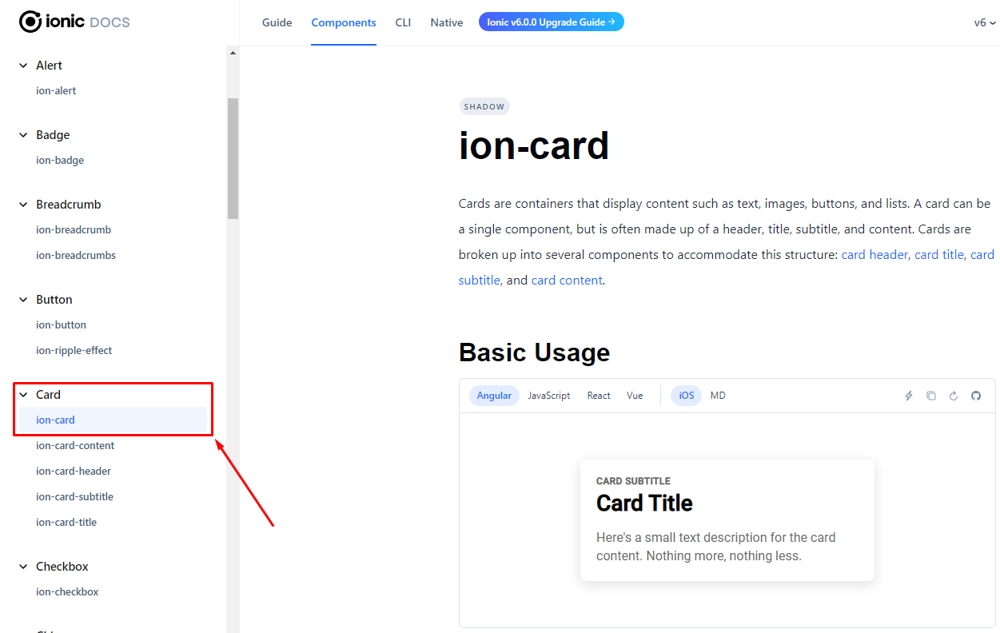 ionic DOCS
Guide
Components
CLI
Native
Ionic v6.0.0 Upgrade Guide →
v6
Alert
ion-alert
Badge
ion-badge
Breadcrumb
ion-breadcrumb
ion-breadcrumbs
Button
ion-button
ion-ripple-effect
Card
ion-card
ion-card-content
ion-card-header
ion-card-subtitle
ion-card-title
Checkbox
ion-checkbox
SHADOW
ion-card
Cards are containers that display content such as text, images, buttons, and lists. A card can be
a single component, but is often made up of a header, title, subtitle, and content. Cards are
broken up into several components to accommodate this structure: card header, card title, card
subtitle, and card content.
Basic Usage
Angular
JavaScript
React
Vue
iOS
MD
CARD SUBTITLE
Card Title
Here's a small text description for the card
content. Nothing more, nothing less.